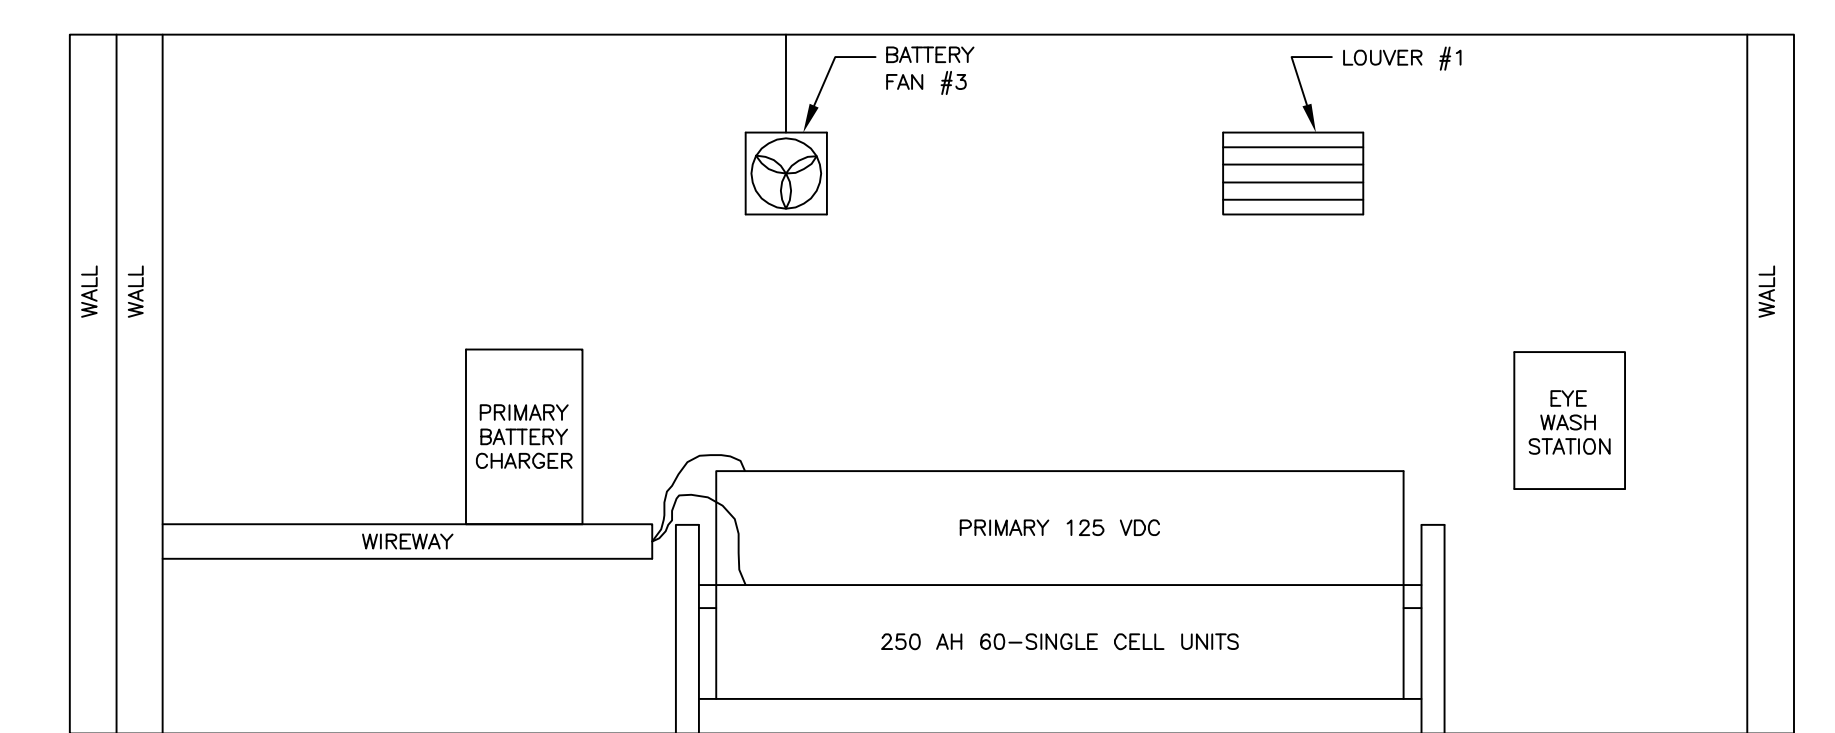 BATTERY
FAN #3
LOUVER #1
WALL
WALL
WALL
PRIMARY
BATTERY
CHARGER
EYE
WASH
STATION
WIREWAY
PRIMARY 125 VDC
250 AH 60-SINGLE CELL UNITS